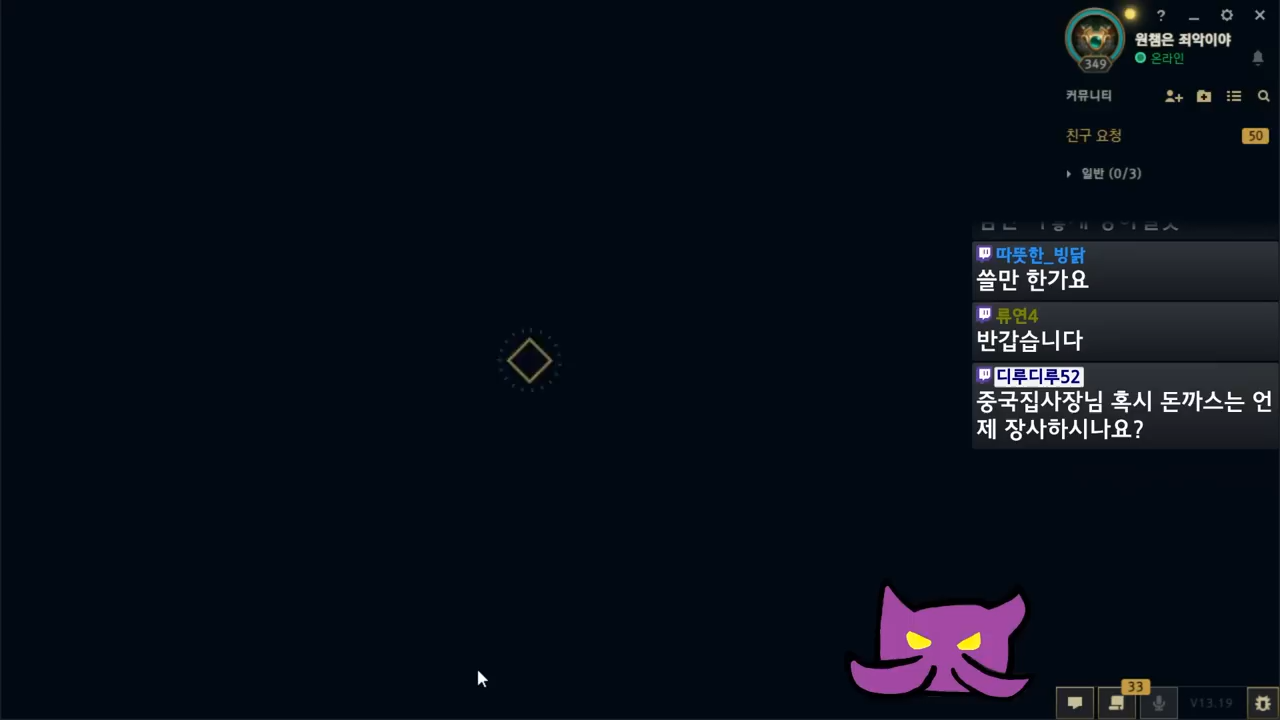 ?
원챔은 죄악이야
349
온라인
커뮤니티
친구 요청
50
일반 (0/3)
따뜻한_빙닭
쓸만 한가요
류연4
반갑습니다
디루디루52
중국집사장님 혹시 돈까스는 언
제 장사하시나요?
33
V13.19